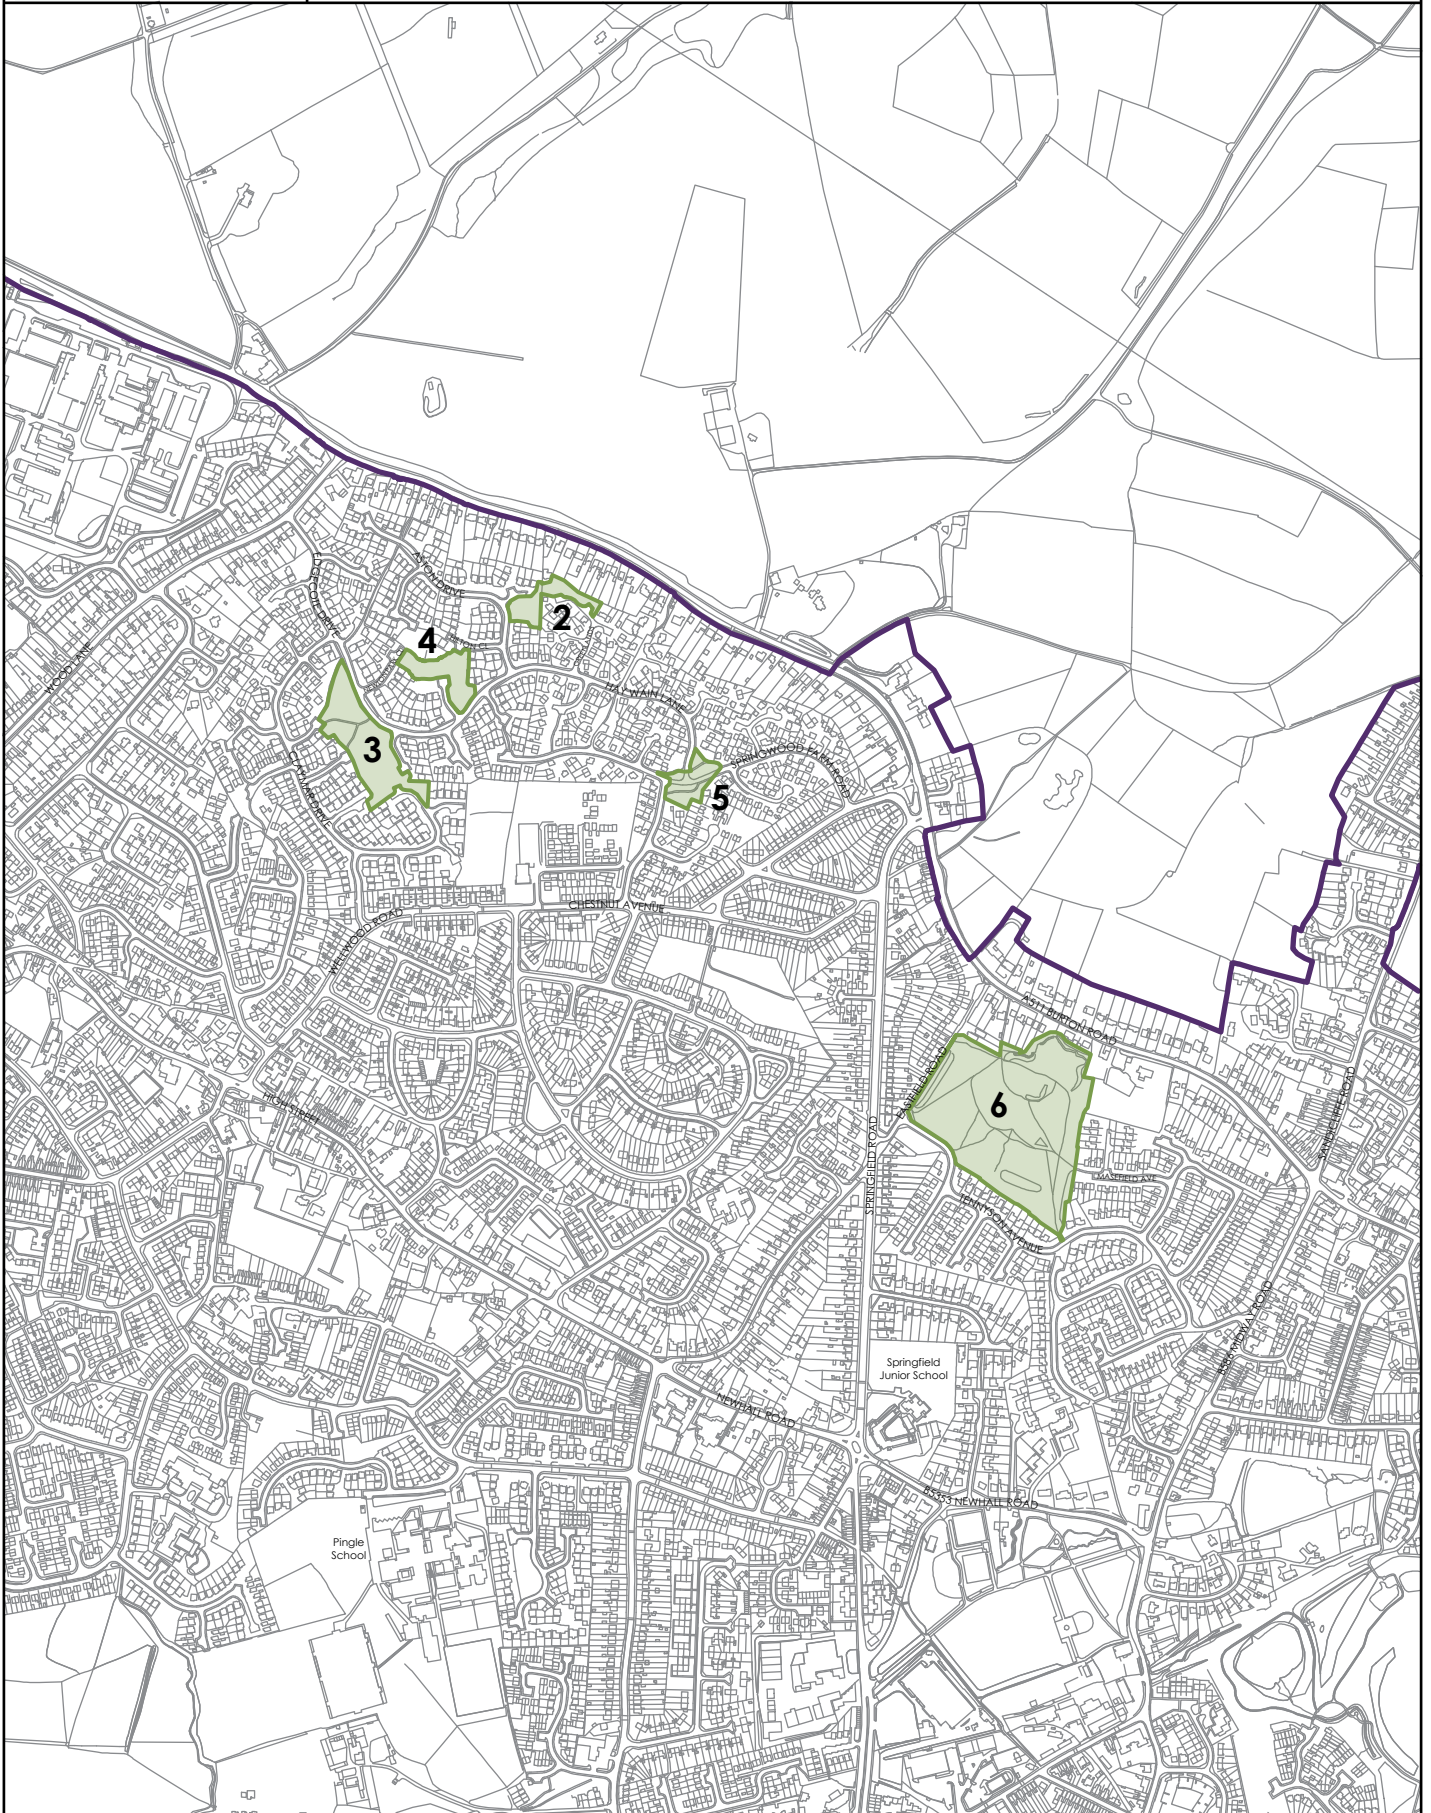 EDGECOTE DRIVE
ASTON DRIVE
2
4
WOOD LANE
HAY WAIN LANE
3
SPRINGWOOD FARM ROAD
5
CHESTNUT AVENUE
WELLWOOD ROAD
A511 BURTON ROAD
EASTFIELD ROAD
6
HIGH STREET
SPRINGFIELD ROAD
SANDCLIFFE ROAD
MASEFIELD AVE
TENNYSON AVENUE
B586 MIDWAY ROAD
Springfield
Junior School
NEWHALL ROAD
B5353 NEWHALL ROAD
Pingle
School